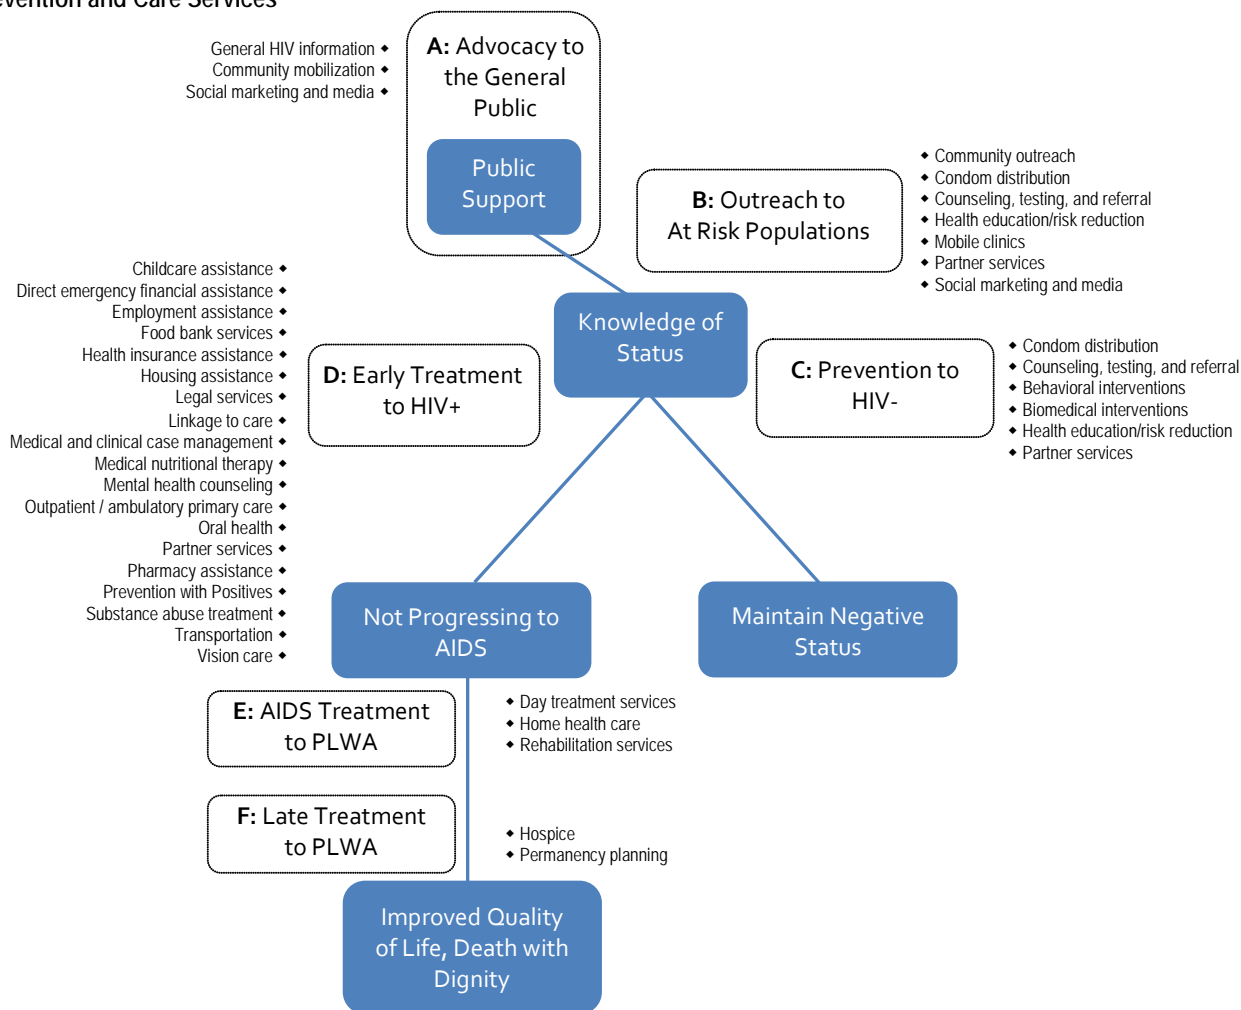 General HIV information ◆
Community mobilization ◆
Social marketing and media ◆
A: Advocacy to
the General
Public
Public
Support
B: Outreach to
At Risk Populations
◆ Community outreach
◆ Condom distribution
◆ Counseling, testing, and referral
◆ Health education/risk reduction
◆ Mobile clinics
◆ Partner services
◆ Social marketing and media
Knowledge of
Status
C: Prevention to
HIV-
◆ Condom distribution
◆ Counseling, testing, and referral
◆ Behavioral interventions
◆ Biomedical interventions
◆ Health education/risk reduction
◆ Partner services
Childcare assistance ◆
Direct emergency financial assistance ◆
Employment assistance ◆
Food bank services ◆
Health insurance assistance ◆
Housing assistance ◆
Legal services ◆
Linkage to care ◆
Medical and clinical case management ◆
Medical nutritional therapy ◆
Mental health counseling ◆
Outpatient / ambulatory primary care ◆
Oral health ◆
Partner services ◆
Pharmacy assistance ◆
Prevention with Positives ◆
Substance abuse treatment ◆
Transportation ◆
Vision care ◆
D: Early Treatment
to HIV+
Not Progressing to
AIDS
Maintain Negative
Status
E: AIDS Treatment
to PLWA
◆ Day treatment services
◆ Home health care
◆ Rehabilitation services
F: Late Treatment
to PLWA
◆ Hospice
◆ Permanency planning
Improved Quality
of Life, Death with
Dignity